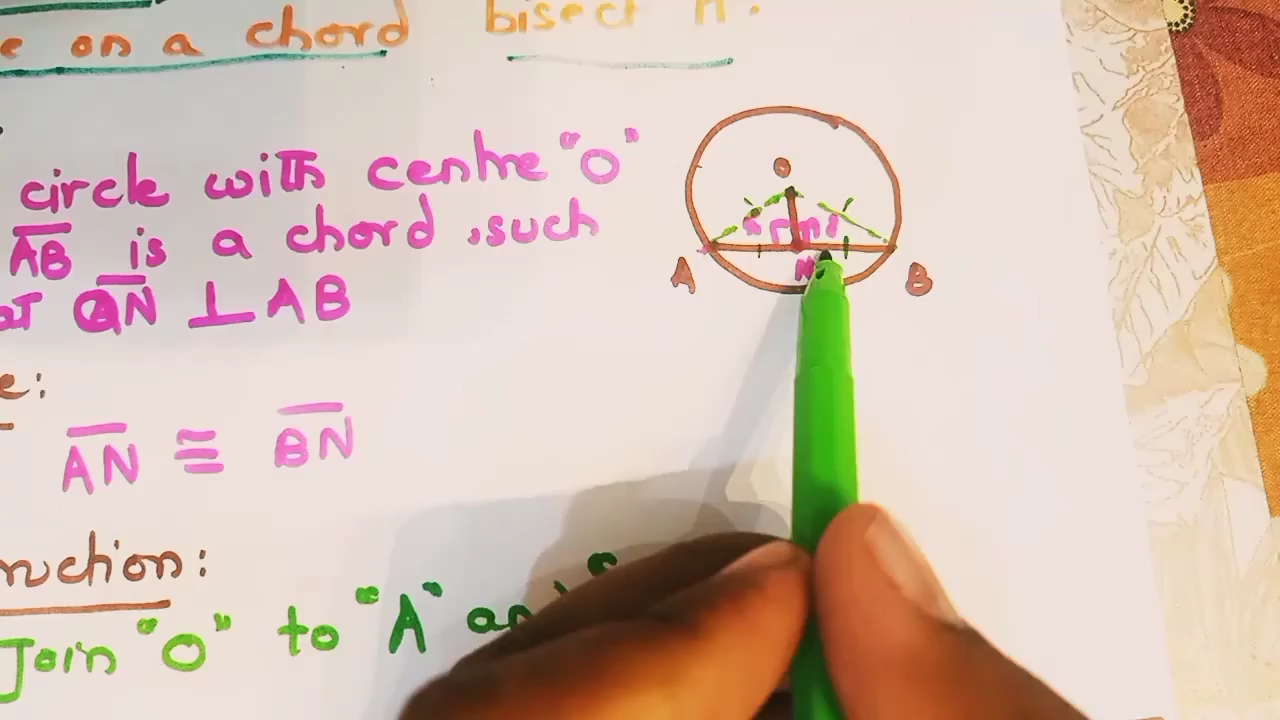 e on a chord bisect it.
circle with centre "O"
AB is a chord, such
at ON ⊥ AB
e:
AN ≅ BN
ruction:
Join "O" to "A" an
O
A
N
B